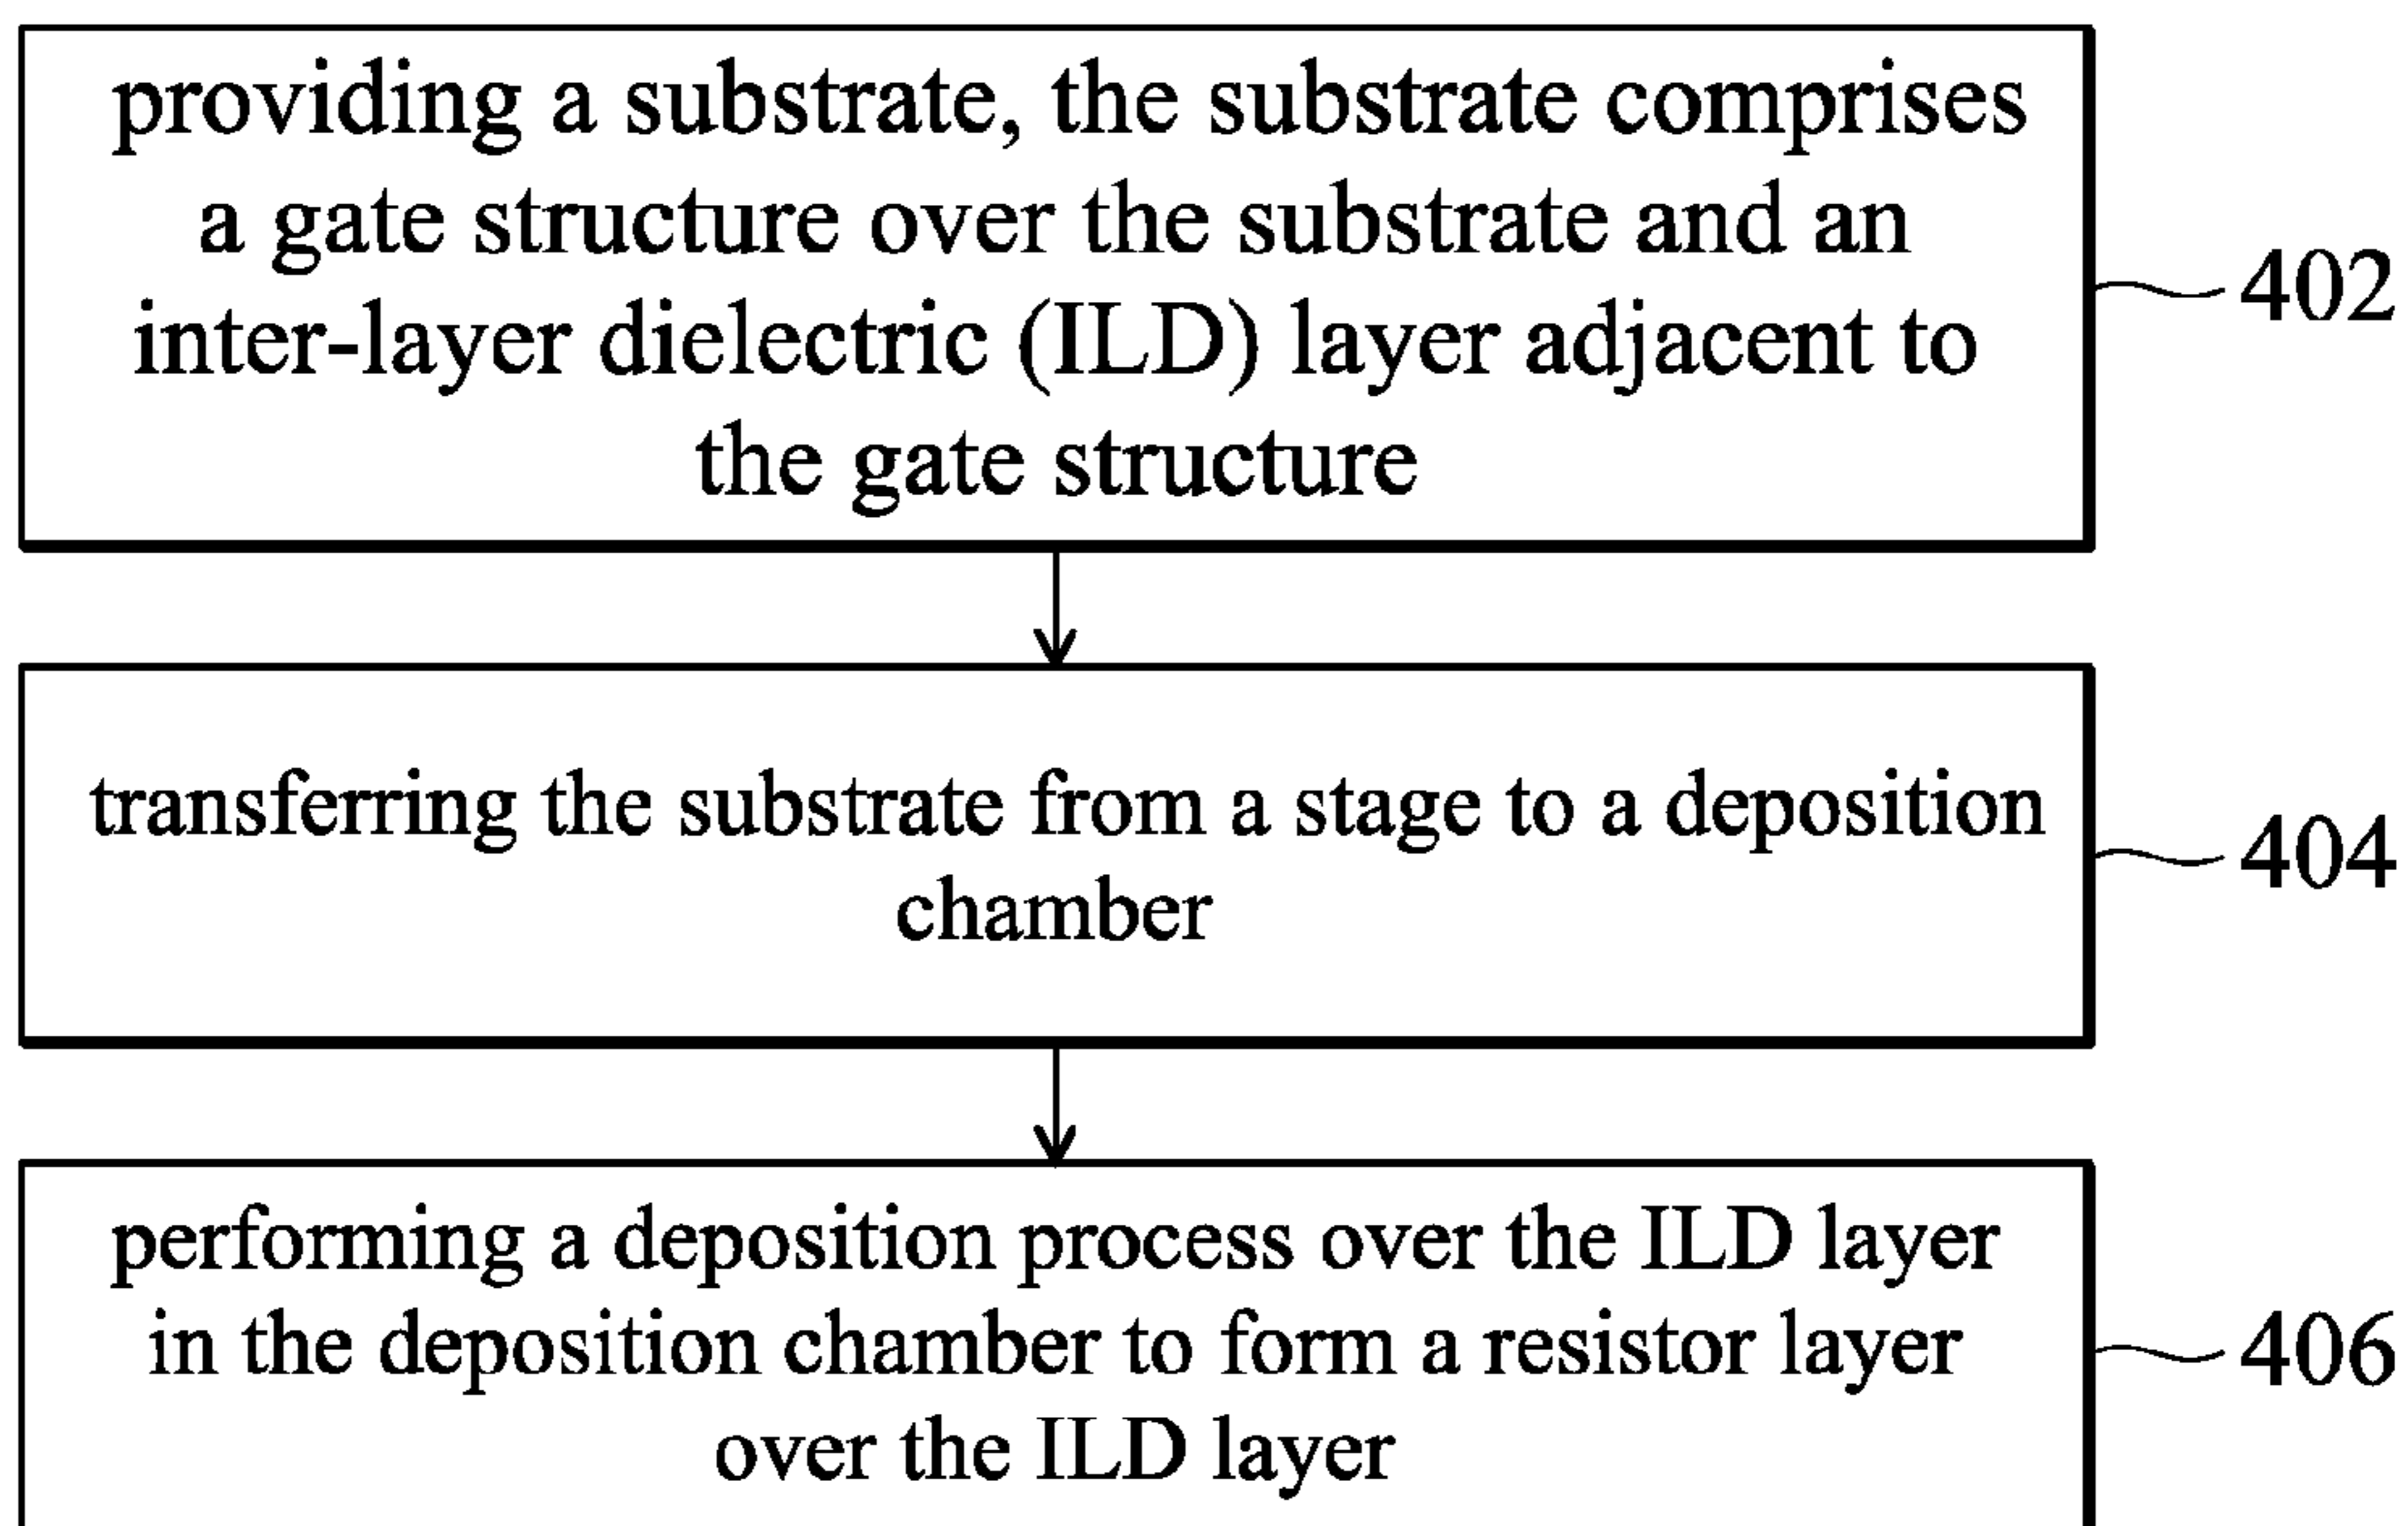 providing a substrate, the substrate comprises
a gate structure over the substrate and an
inter-layer dielectric (ILD) layer adjacent to
the gate structure
402
transferring the substrate from a stage to a deposition
chamber
404
performing a deposition process over the ILD layer
in the deposition chamber to form a resistor layer
over the ILD layer
406